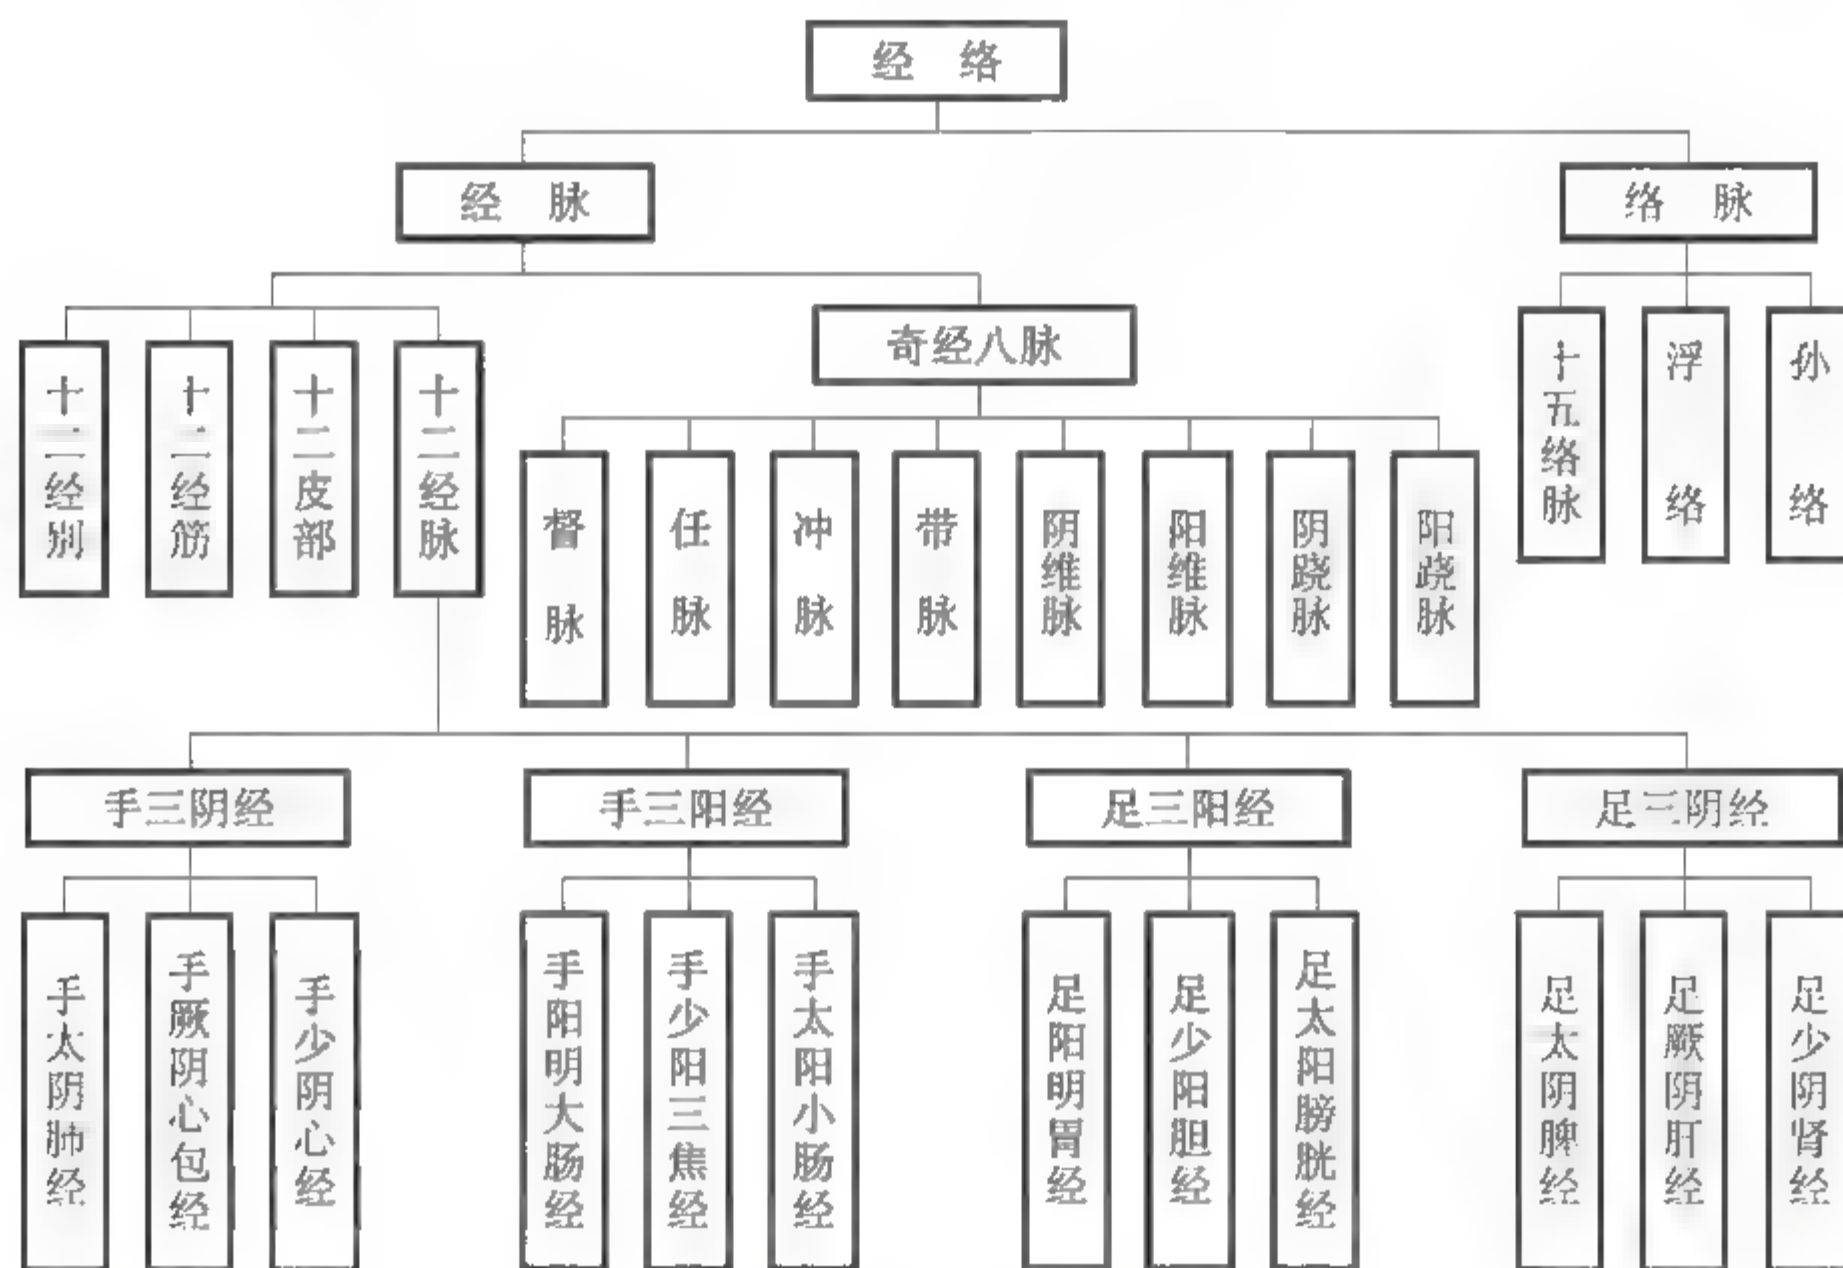 经 络
经 脉
络 脉
奇经八脉
十二经别
十二经筋
十二皮部
十二经脉
督脉
任脉
冲脉
带脉
阴维脉
阳维脉
阴跷脉
阳跷脉
十五络脉
浮络
孙络
手三阴经
手三阳经
足三阳经
足三阴经
手太阴肺经
手厥阴心包经
手少阴心经
手阳明大肠经
手少阳三焦经
手太阳小肠经
足阳明胃经
足少阳胆经
足太阳膀胱经
足太阴脾经
足厥阴肝经
足少阴肾经